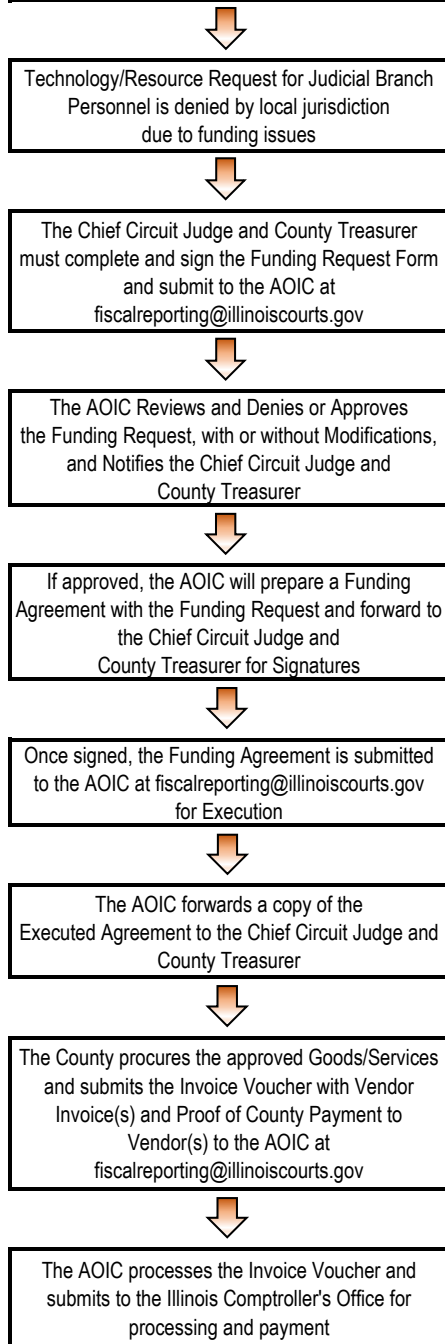 Technology/Resource Request for Judicial Branch
Personnel is denied by local jurisdiction
due to funding issues
The Chief Circuit Judge and County Treasurer
must complete and sign the Funding Request Form
and submit to the AOIC at
fiscalreporting@illinoiscourts.gov
The AOIC Reviews and Denies or Approves
the Funding Request, with or without Modifications,
and Notifies the Chief Circuit Judge and
County Treasurer
If approved, the AOIC will prepare a Funding
Agreement with the Funding Request and forward to
the Chief Circuit Judge and
County Treasurer for Signatures
Once signed, the Funding Agreement is submitted
to the AOIC at fiscalreporting@illinoiscourts.gov
for Execution
The AOIC forwards a copy of the
Executed Agreement to the Chief Circuit Judge and
County Treasurer
The County procures the approved Goods/Services
and submits the Invoice Voucher with Vendor
Invoice(s) and Proof of County Payment to
Vendor(s) to the AOIC at
fiscalreporting@illinoiscourts.gov
The AOIC processes the Invoice Voucher and
submits to the Illinois Comptroller's Office for
processing and payment